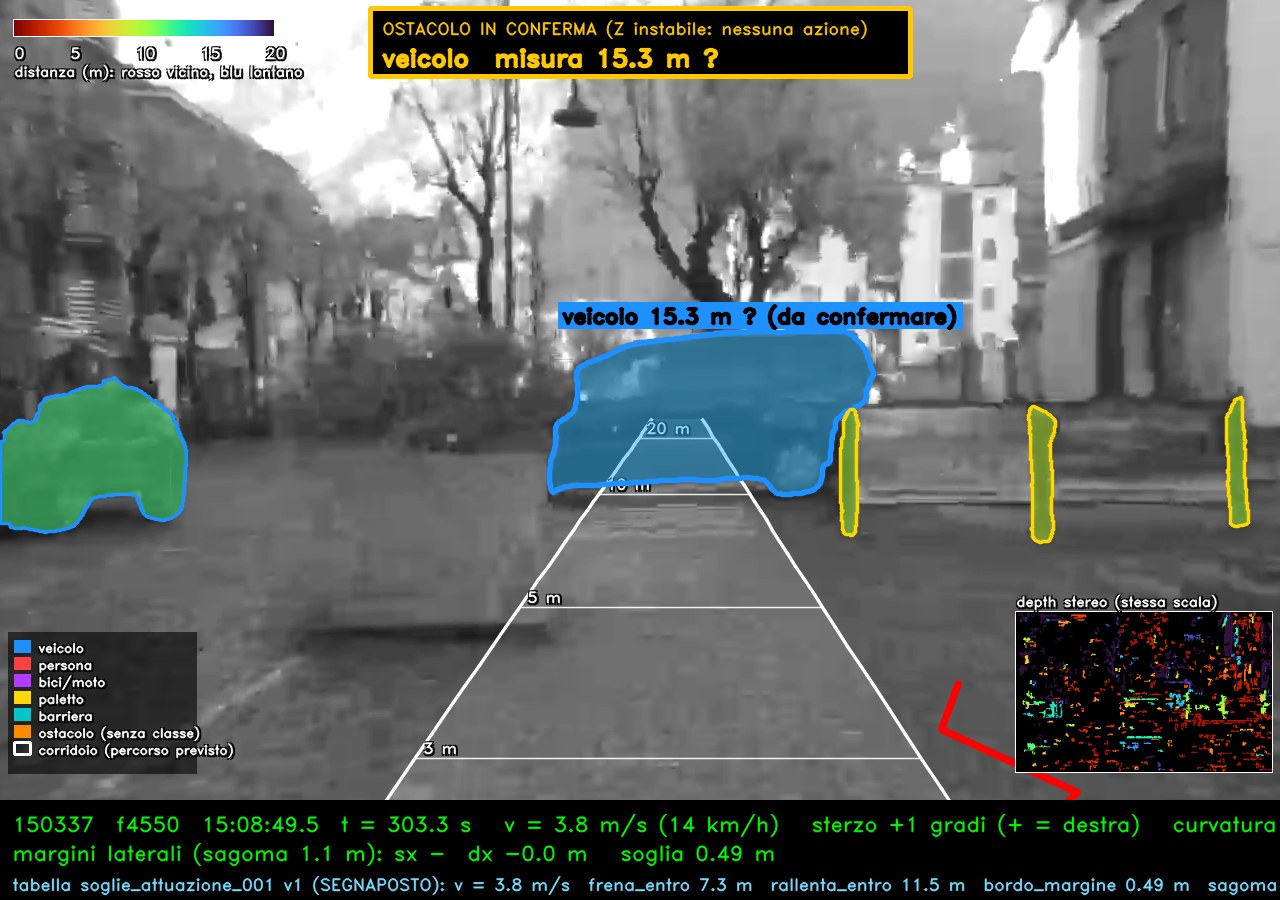 0 5 10 15 20
distanza (m): rosso vicino, blu lontano
OSTACOLO IN CONFERMA (Z instabile: nessuna azione)
veicolo misura 15.3 m ?
veicolo 15.3 m ? (da confermare)
20 m
10 m
5 m
3 m
depth stereo (stessa scala)
veicolo
persona
bici/moto
paletto
barriera
ostacolo (senza classe)
corridoio (percorso previsto)
150337 f4550 15:08:49.5 t = 303.3 s v = 3.8 m/s (14 km/h) sterzo +1 gradi (+ = destra) curvatura
margini laterali (sagoma 1.1 m): sx - dx -0.0 m soglia 0.49 m
tabella soglie_attuazione_001 v1 (SEGNAPOSTO): v = 3.8 m/s frena_entro 7.3 m rallenta_entro 11.5 m bordo_margine 0.49 m sagoma